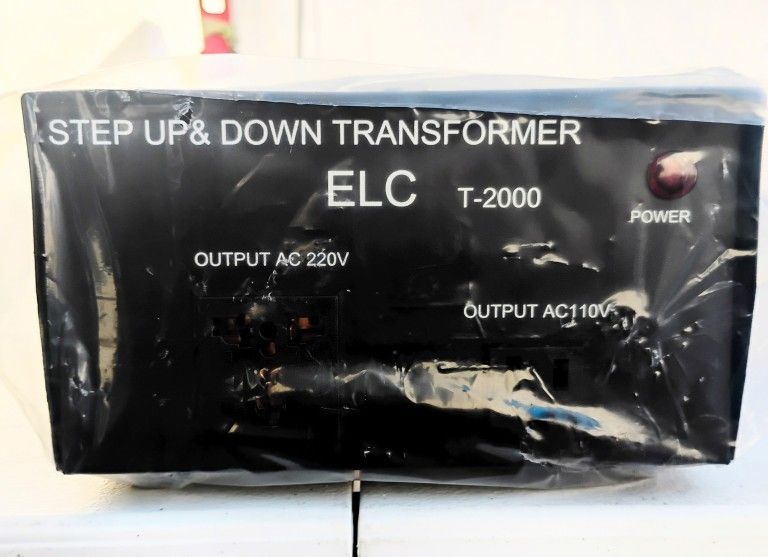 STEP UP& DOWN TRANSFORMER
ELC T-2000
POWER
OUTPUT AC 220V
OUTPUT AC110V